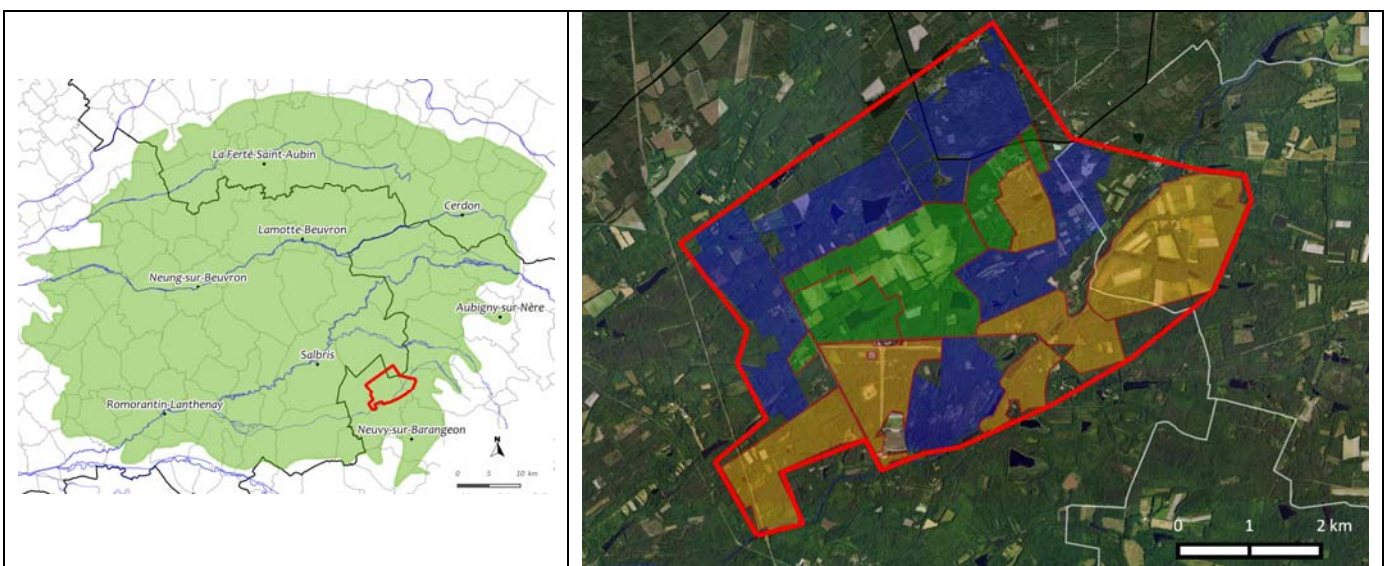 La Ferté-Saint-Aubin
Cerdon
Lamotte-Beuvron
Neung-sur-Beuvron
Aubigny-sur-Nère
Salbris
Romorantin-Lanthenay
Neuvy-sur-Barangeon
N
0 5 10 km
0 1 2 km